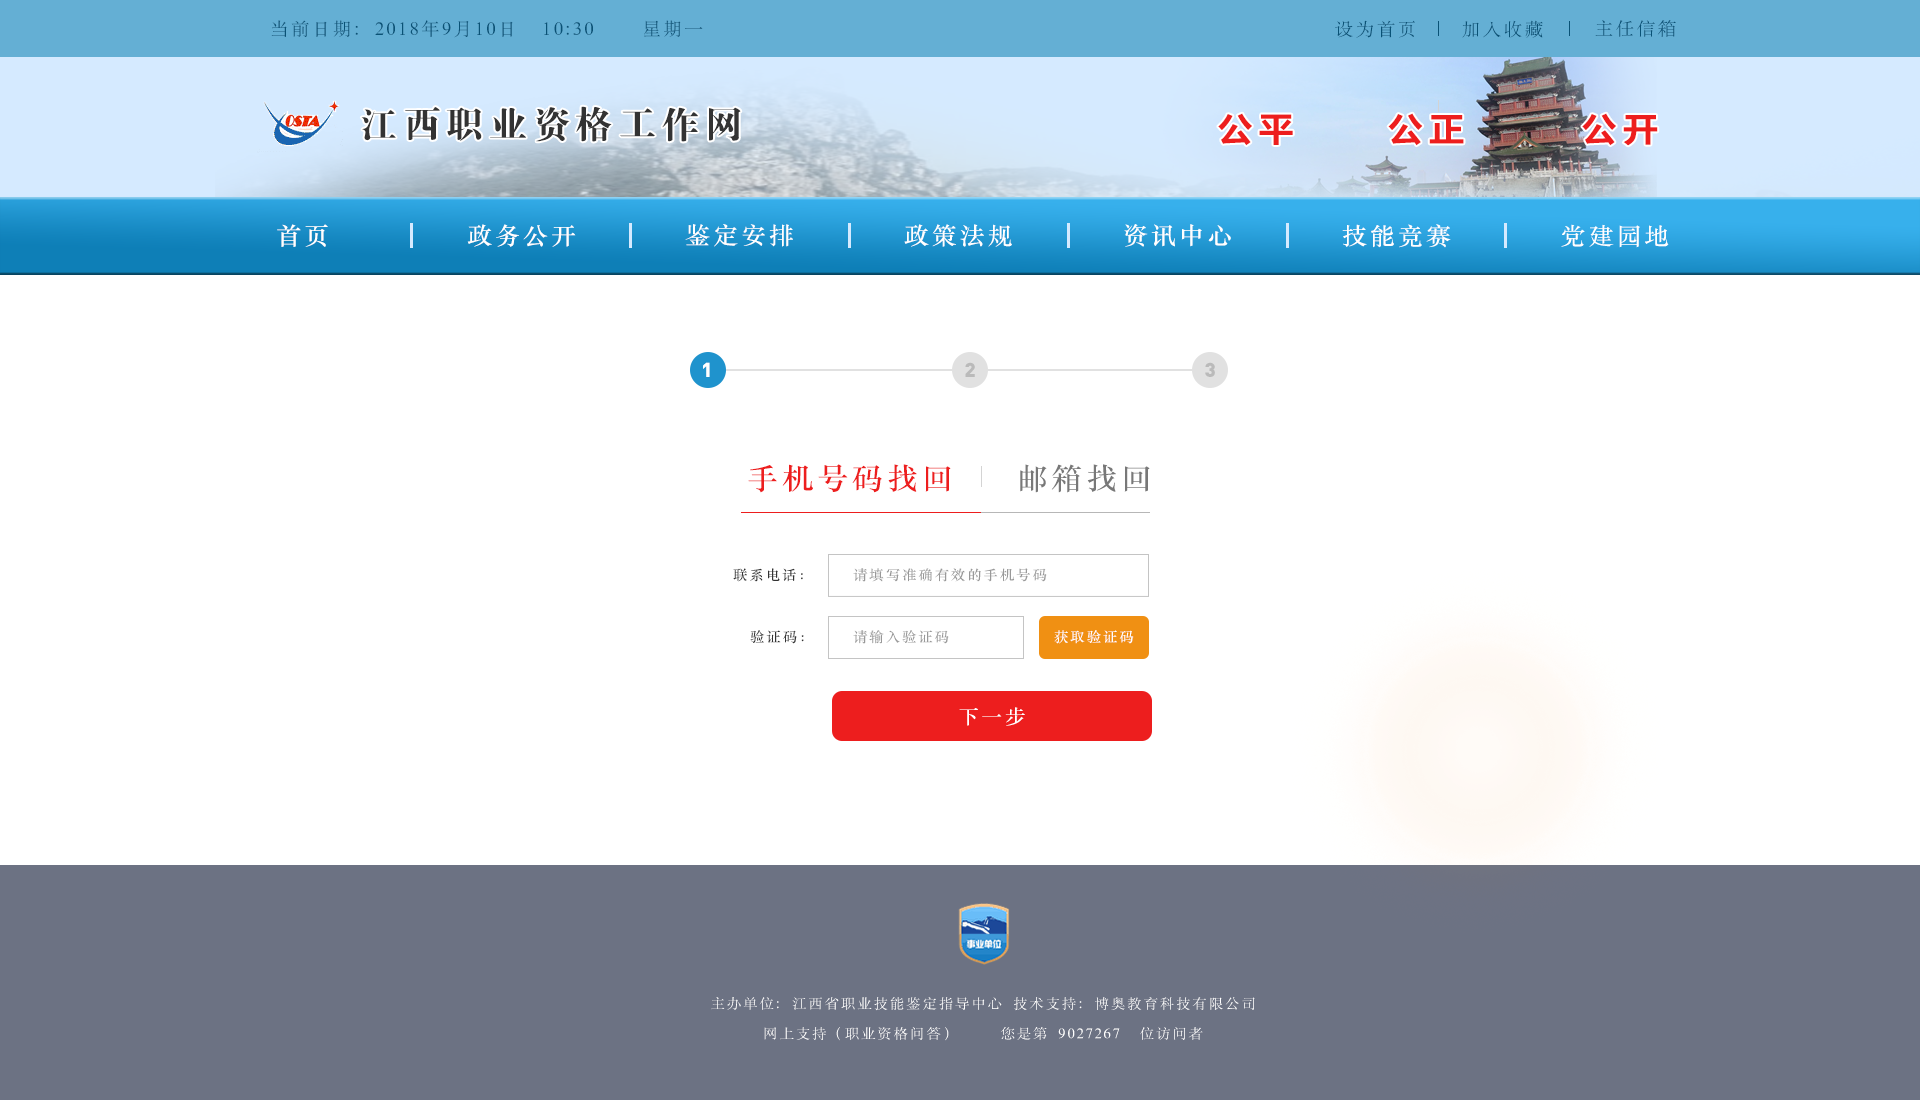 当前日期: 2018年9月10日 10:30 星期一 设为首页 | 加入收藏 | 主任信箱
OSTA 江西职业资格工作网 公平 公正 公开
首页 政务公开 鉴定安排 政策法规 资讯中心 技能竞赛 党建园地
1 2 3
手机号码找回 邮箱找回
联系电话: 请填写准确有效的手机号码
验证码: 请输入验证码 获取验证码
下一步
事业单位
主办单位: 江西省职业技能鉴定指导中心 技术支持: 博奥教育科技有限公司
网上支持（职业资格问答） 您是第 9027267 位访问者